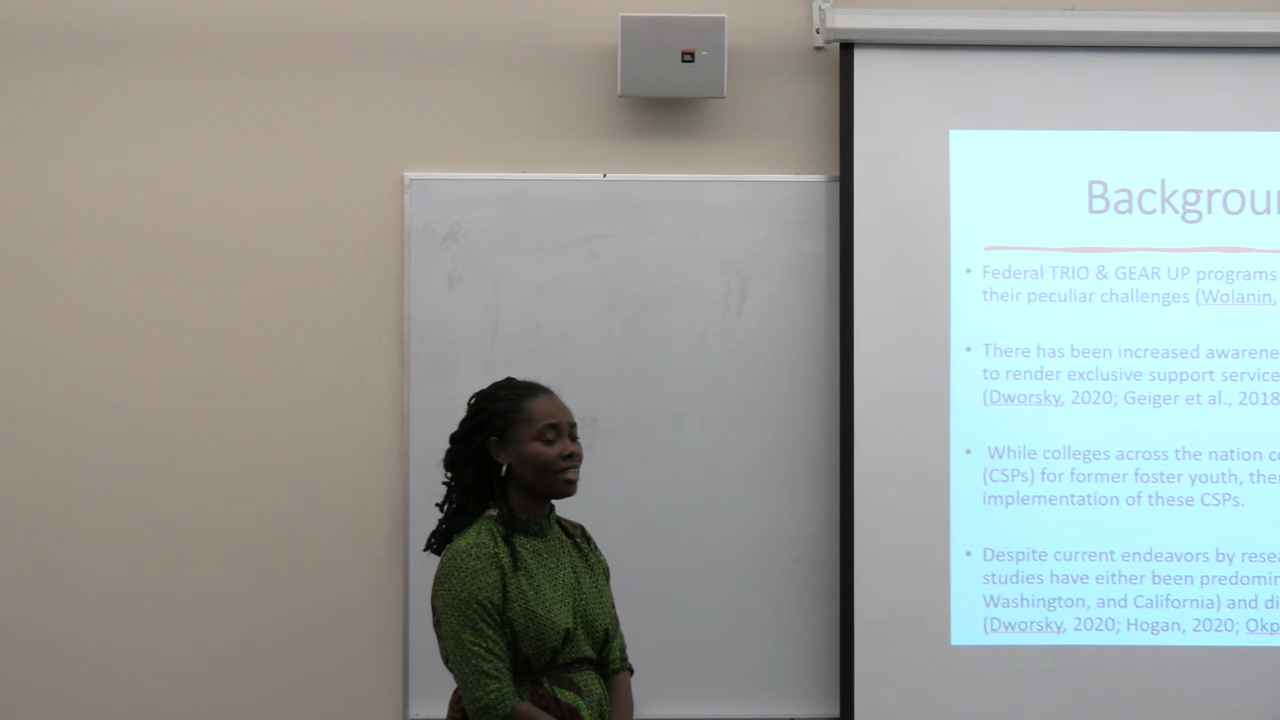 Backgroun
Federal TRIO & GEAR UP programs
their peculiar challenges (Wolanin,
There has been increased awarene
to render exclusive support service
(Dworsky, 2020; Geiger et al., 2018
While colleges across the nation c
(CSPs) for former foster youth, the
implementation of these CSPs.
Despite current endeavors by rese
studies have either been predomin
Washington, and California) and di
(Dworsky, 2020; Hogan, 2020; Okp